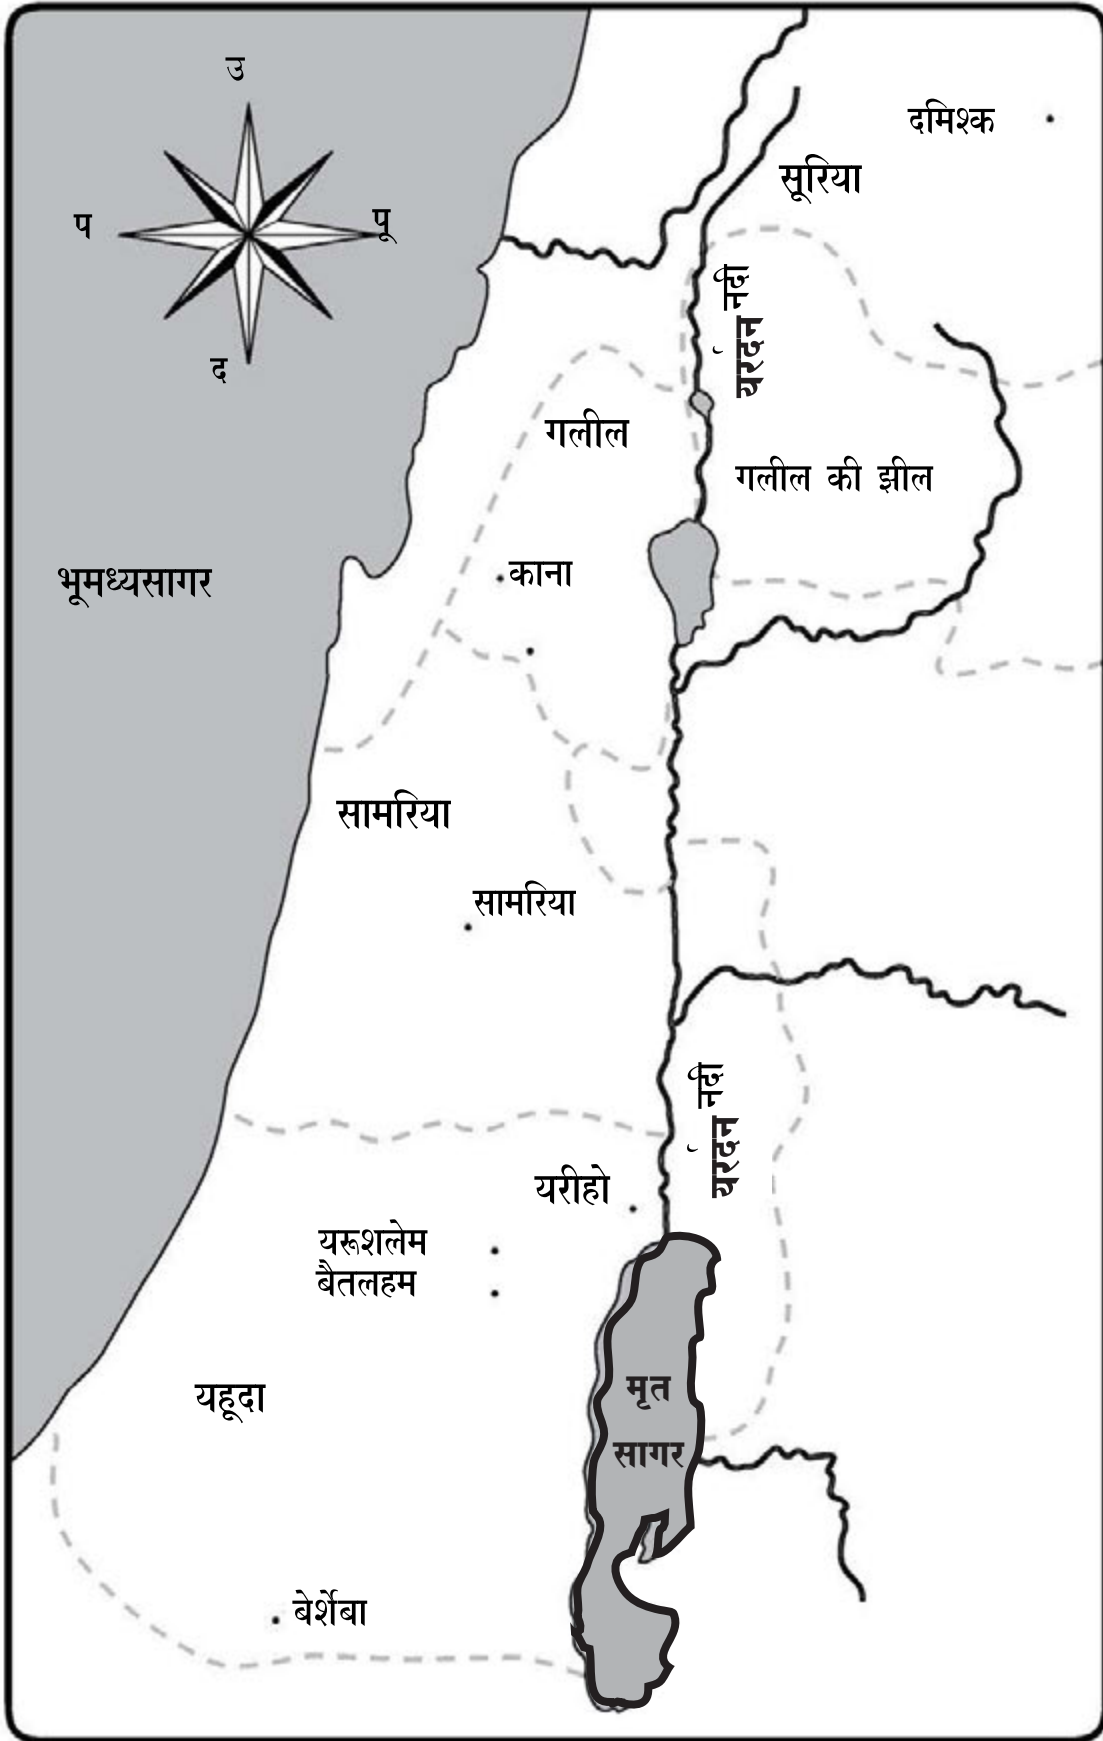 उ
दमिश्क
सूरिया
प
पू
यरदन नदी
द
गलील
गलील की झील
काना
भूमध्यसागर
सामरिया
सामरिया
यरदन नदी
यरीहो
यरूशलेम
बैतलहम
मृत
सागर
यहूदा
बेर्शेबा